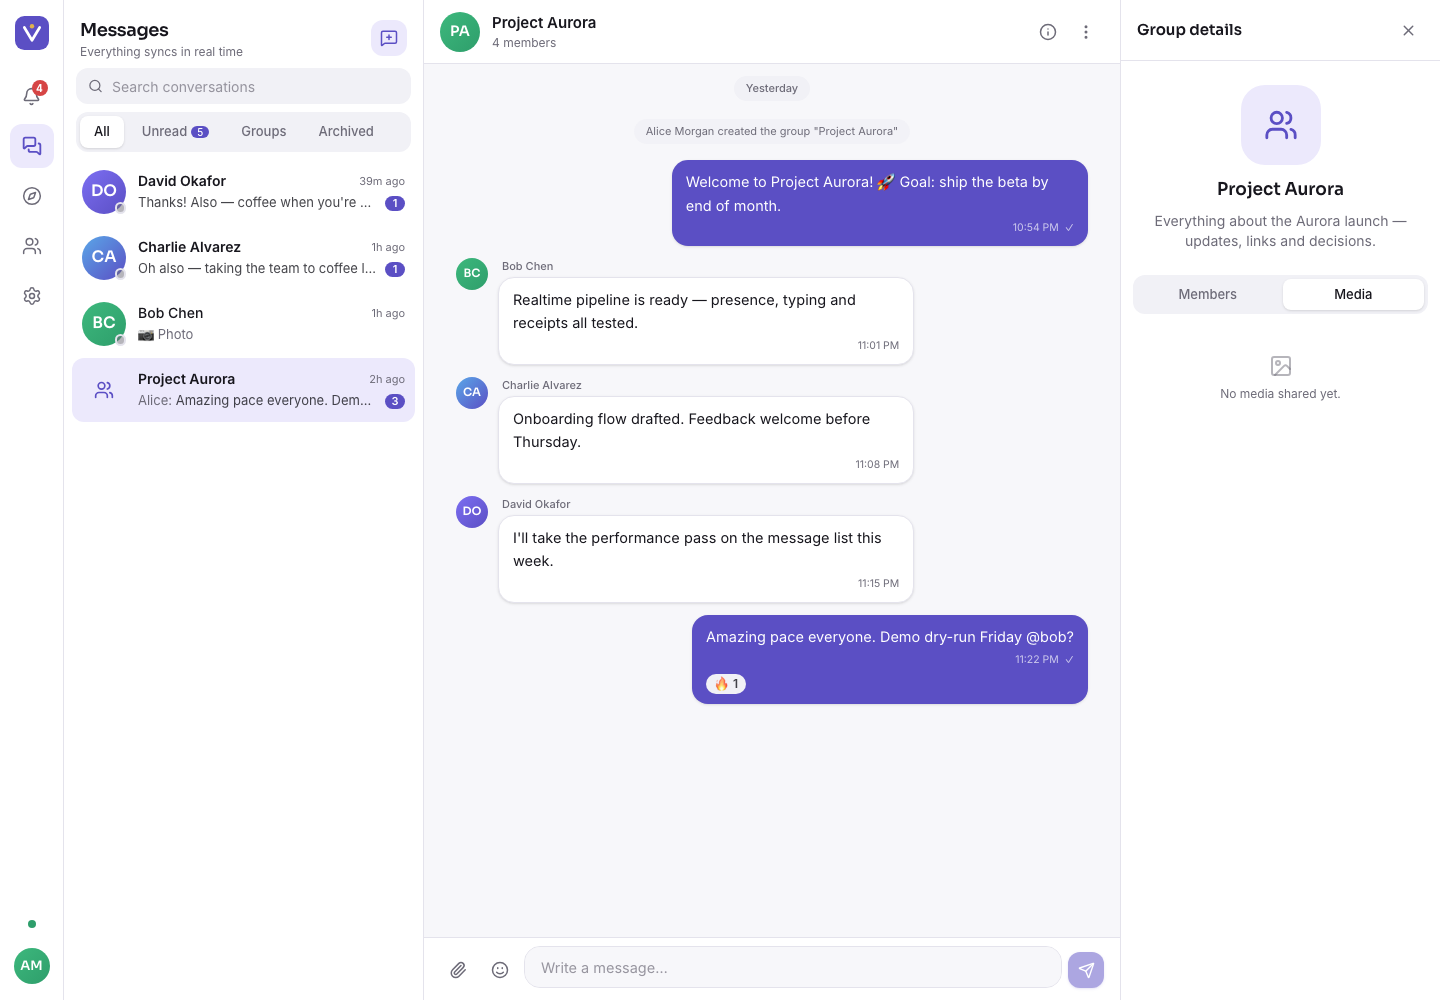 4
AM
Messages
Everything syncs in real time
Search conversations
All
Unread 5
Groups
Archived
DO
David Okafor
39m ago
Thanks! Also — coffee when you're ...
1
CA
Charlie Alvarez
1h ago
Oh also — taking the team to coffee l...
1
BC
Bob Chen
1h ago
📷 Photo
Project Aurora
2h ago
Alice: Amazing pace everyone. Dem...
3
PA
Project Aurora
4 members
Yesterday
Alice Morgan created the group "Project Aurora"
Welcome to Project Aurora! 🚀 Goal: ship the beta by
end of month.
10:54 PM ✓
BC
Bob Chen
Realtime pipeline is ready — presence, typing and
receipts all tested.
11:01 PM
CA
Charlie Alvarez
Onboarding flow drafted. Feedback welcome before
Thursday.
11:08 PM
DO
David Okafor
I'll take the performance pass on the message list this
week.
11:15 PM
Amazing pace everyone. Demo dry-run Friday @bob?
11:22 PM ✓
🔥 1
Write a message...
Group details
Project Aurora
Everything about the Aurora launch —
updates, links and decisions.
Members
Media
No media shared yet.